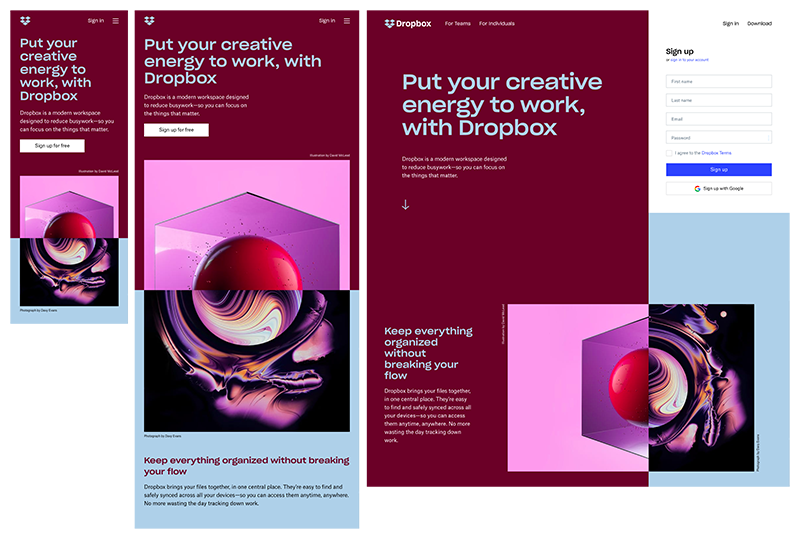 Sign in
Put your
creative
energy to
work, with
Dropbox
Dropbox is a modern workspace
designed to reduce busywork—so you
can focus on the things that matter.
Sign up for free
Illustration by David McLeod
Photograph by Davy Evans
Sign in
Put your creative
energy to work, with
Dropbox
Dropbox is a modern workspace designed
to reduce busywork—so you can focus on
the things that matter.
Sign up for free
Illustration by David McLeod
Photograph by Davy Evans
Keep everything organized without breaking
your flow
Dropbox brings your files together, in one central place. They're easy to find and
safely synced across all your devices—so you can access them anytime, anywhere.
No more wasting the day tracking down work.
Dropbox
For Teams
For Individuals
Put your creative
energy to work,
with Dropbox
Dropbox is a modern workspace designed
to reduce busywork—so you can focus on
the things that matter.
Keep everything
organized
without
breaking your
flow
Dropbox brings your files together,
in one central place. They're easy
to find and safely synced across all
your devices—so you can access
them anytime, anywhere. No more
wasting the day tracking down
work.
Illustration by David McLeod
Sign in
Download
Sign up
or sign in to your account
First name
Last name
Email
Password
I agree to the Dropbox Terms
Sign up
Sign up with Google
Photograph by Davy Evans